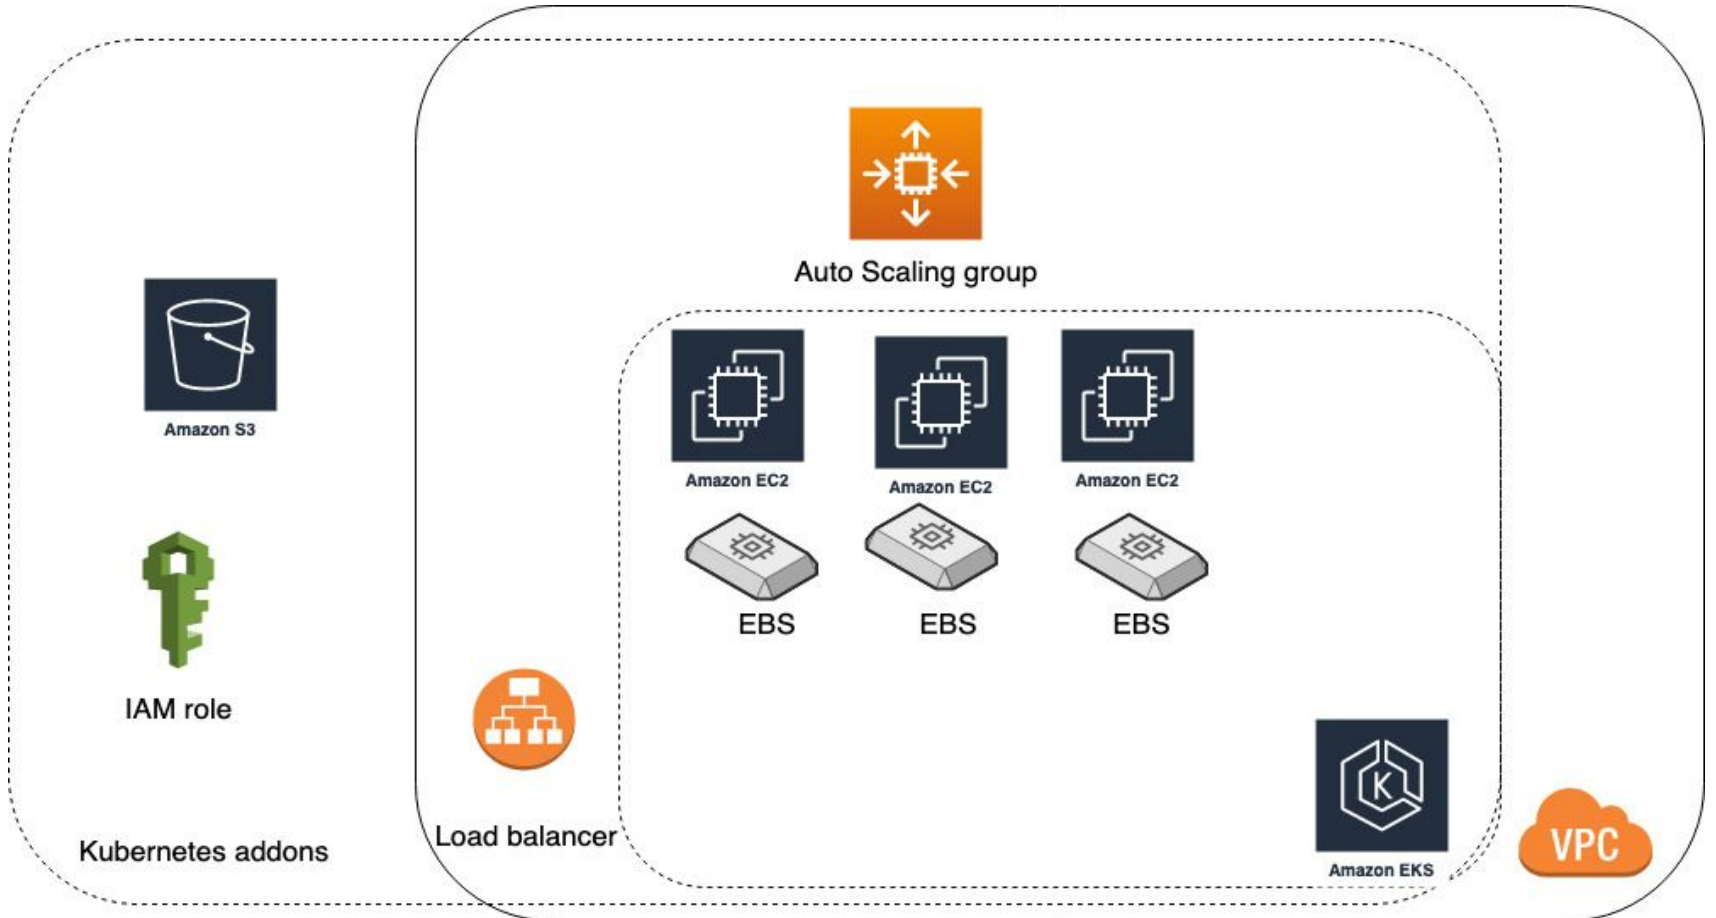 Auto Scaling group
Amazon S3
Amazon EC2
Amazon EC2
Amazon EC2
EBS
EBS
EBS
IAM role
K
Load balancer
Kubernetes addons
VPC
Amazon EKS